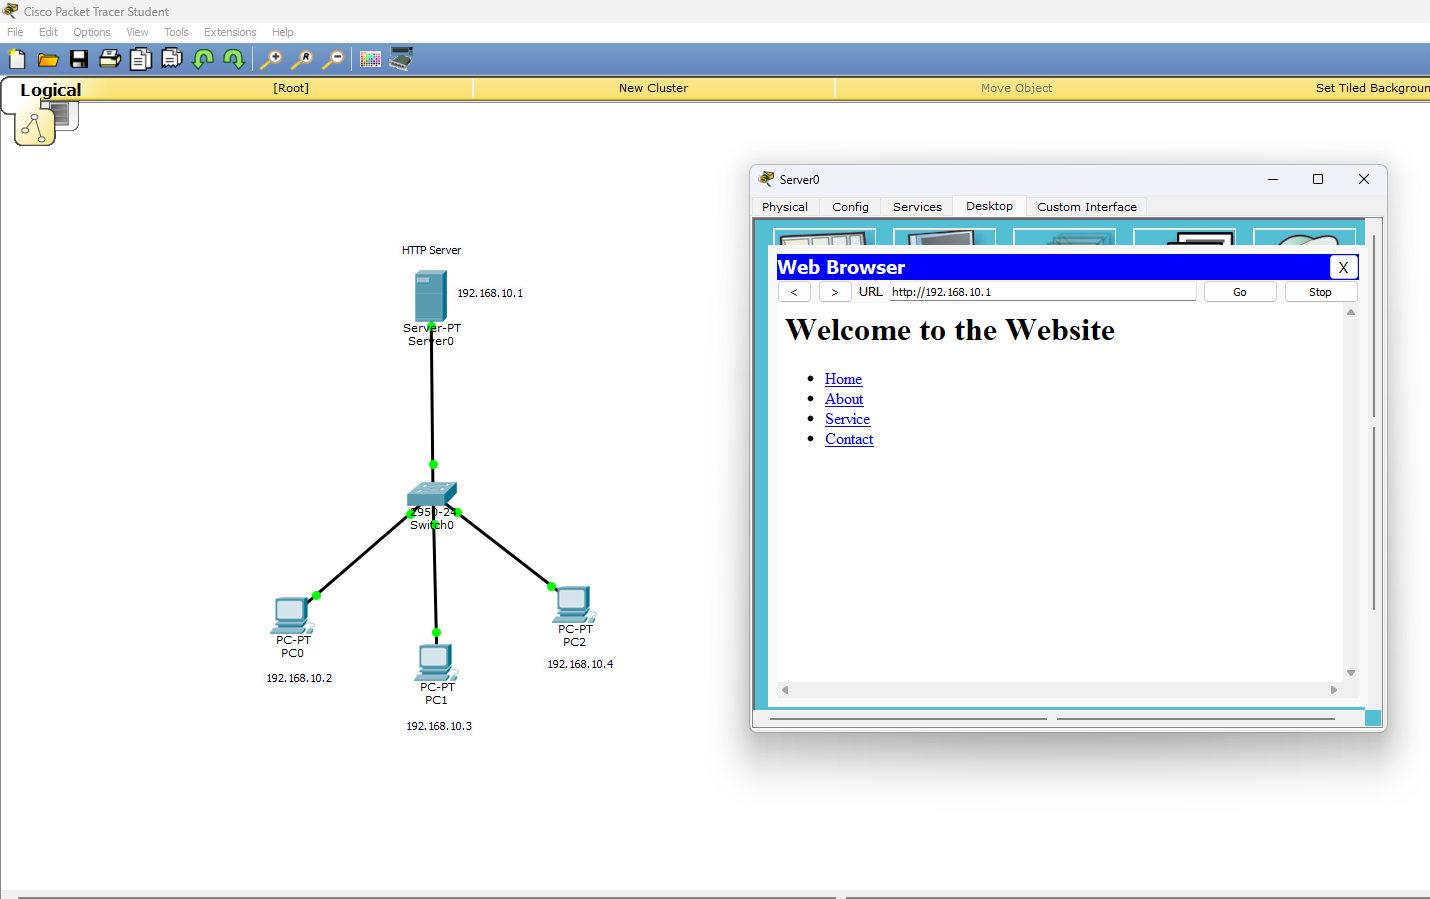 Cisco Packet Tracer Student
File Edit Options View Tools Extensions Help
Logical [Root] New Cluster Move Object Set Tiled Backgroun
HTTP Server
192.168.10.1
Server-PT
Server0
2950-24
Switch0
PC-PT
PC0
192.168.10.2
PC-PT
PC1
192.168.10.3
PC-PT
PC2
192.168.10.4
Server0
Physical Config Services Desktop Custom Interface
Web Browser X
< > URL http://192.168.10.1 Go Stop
Welcome to the Website
Home
About
Service
Contact